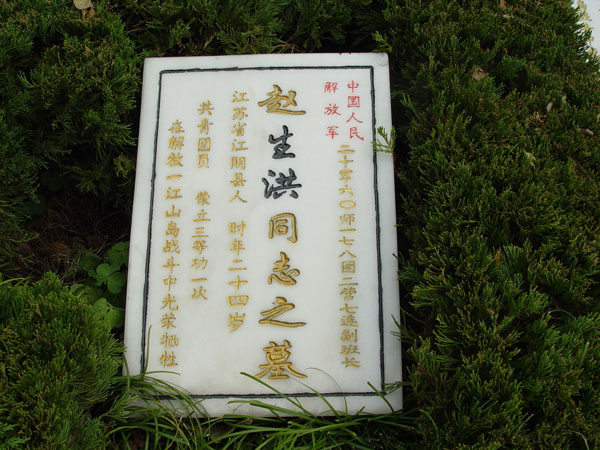 中国人民
解放军
二十军六〇师一七八团二营七连副班长
赵生洪同志之墓
江苏省江阴县人 时年二十四岁
共青团员 荣立三等功一次
在解放一江山岛战斗中光荣牺牲